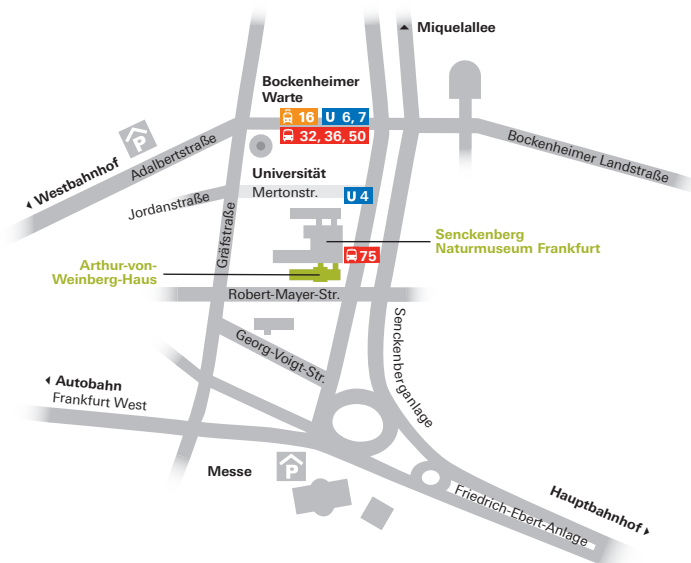 Miquelallee
Bockenheimer
Warte
16
U 6, 7
32, 36, 50
P
Westbahnhof
Adalbertstraße
Bockenheimer Landstraße
Universität
Mertonstr.
U 4
Jordanstraße
Gräfstraße
Senckenberg
Naturmuseum Frankfurt
75
Arthur-von-
Weinberg-Haus
Robert-Mayer-Str.
Georg-Voigt-Str.
Senckenberganlage
Autobahn
Frankfurt West
Messe
P
Friedrich-Ebert-Anlage
Hauptbahnhof